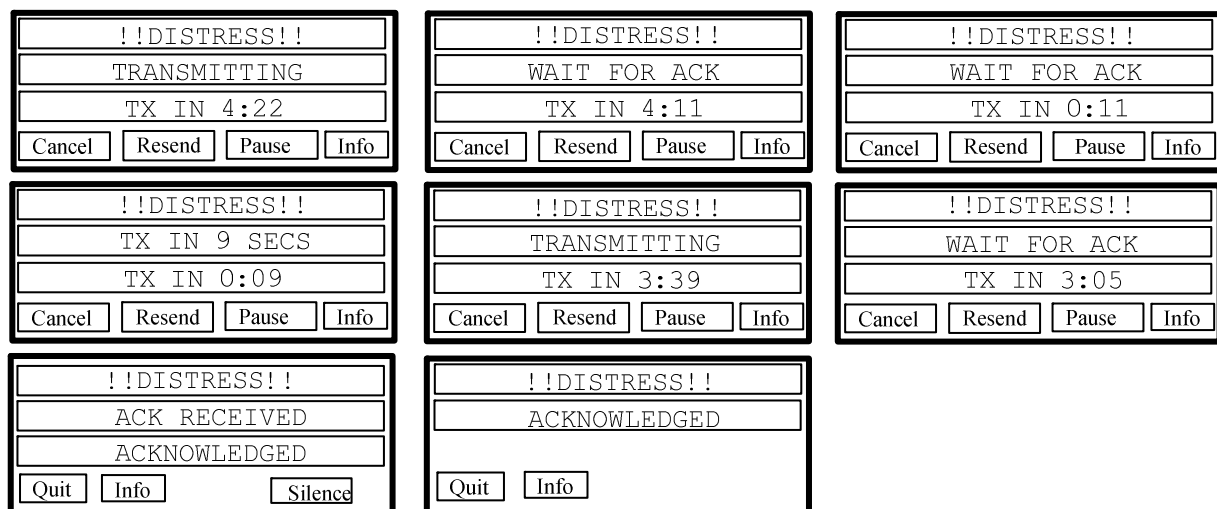 !!DISTRESS!!
TRANSMITTING
TX IN 4:22
Cancel Resend Pause Info
!!DISTRESS!!
WAIT FOR ACK
TX IN 4:11
Cancel Resend Pause Info
!!DISTRESS!!
WAIT FOR ACK
TX IN 0:11
Cancel Resend Pause Info
!!DISTRESS!!
TX IN 9 SECS
TX IN 0:09
Cancel Resend Pause Info
!!DISTRESS!!
TRANSMITTING
TX IN 3:39
Cancel Resend Pause Info
!!DISTRESS!!
WAIT FOR ACK
TX IN 3:05
Cancel Resend Pause Info
!!DISTRESS!!
ACK RECEIVED
ACKNOWLEDGED
Quit Info Silence
!!DISTRESS!!
ACKNOWLEDGED
Quit Info